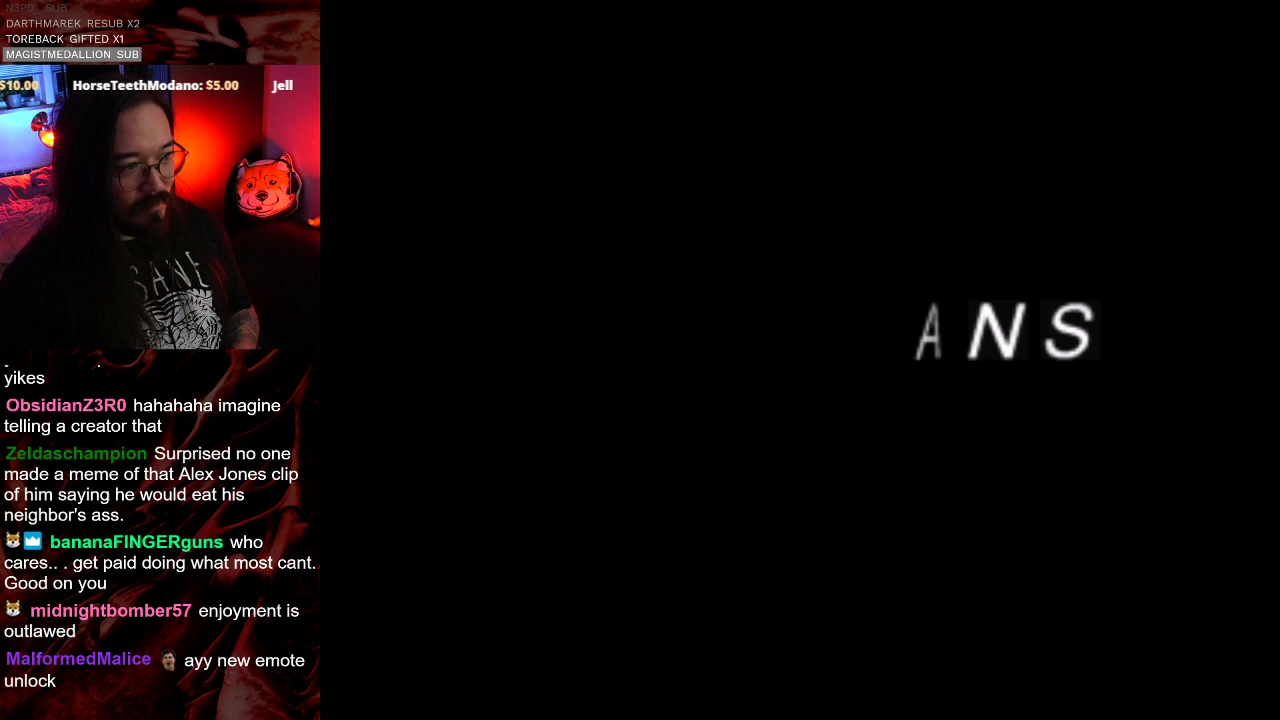 N3PD_ SUB
DARTHMAREK RESUB X2
TOREBACK GIFTED X1
MAGISTMEDALLION SUB
$10.00 HorseTeethModano: $5.00 Jell
SANE
A N S
yikes
ObsidianZ3R0 hahahaha imagine
telling a creator that
Zeldaschampion Surprised no one
made a meme of that Alex Jones clip
of him saying he would eat his
neighbor's ass.
bananaFINGERguns who
cares.. . get paid doing what most cant.
Good on you
midnightbomber57 enjoyment is
outlawed
MalformedMalice ayy new emote
unlock